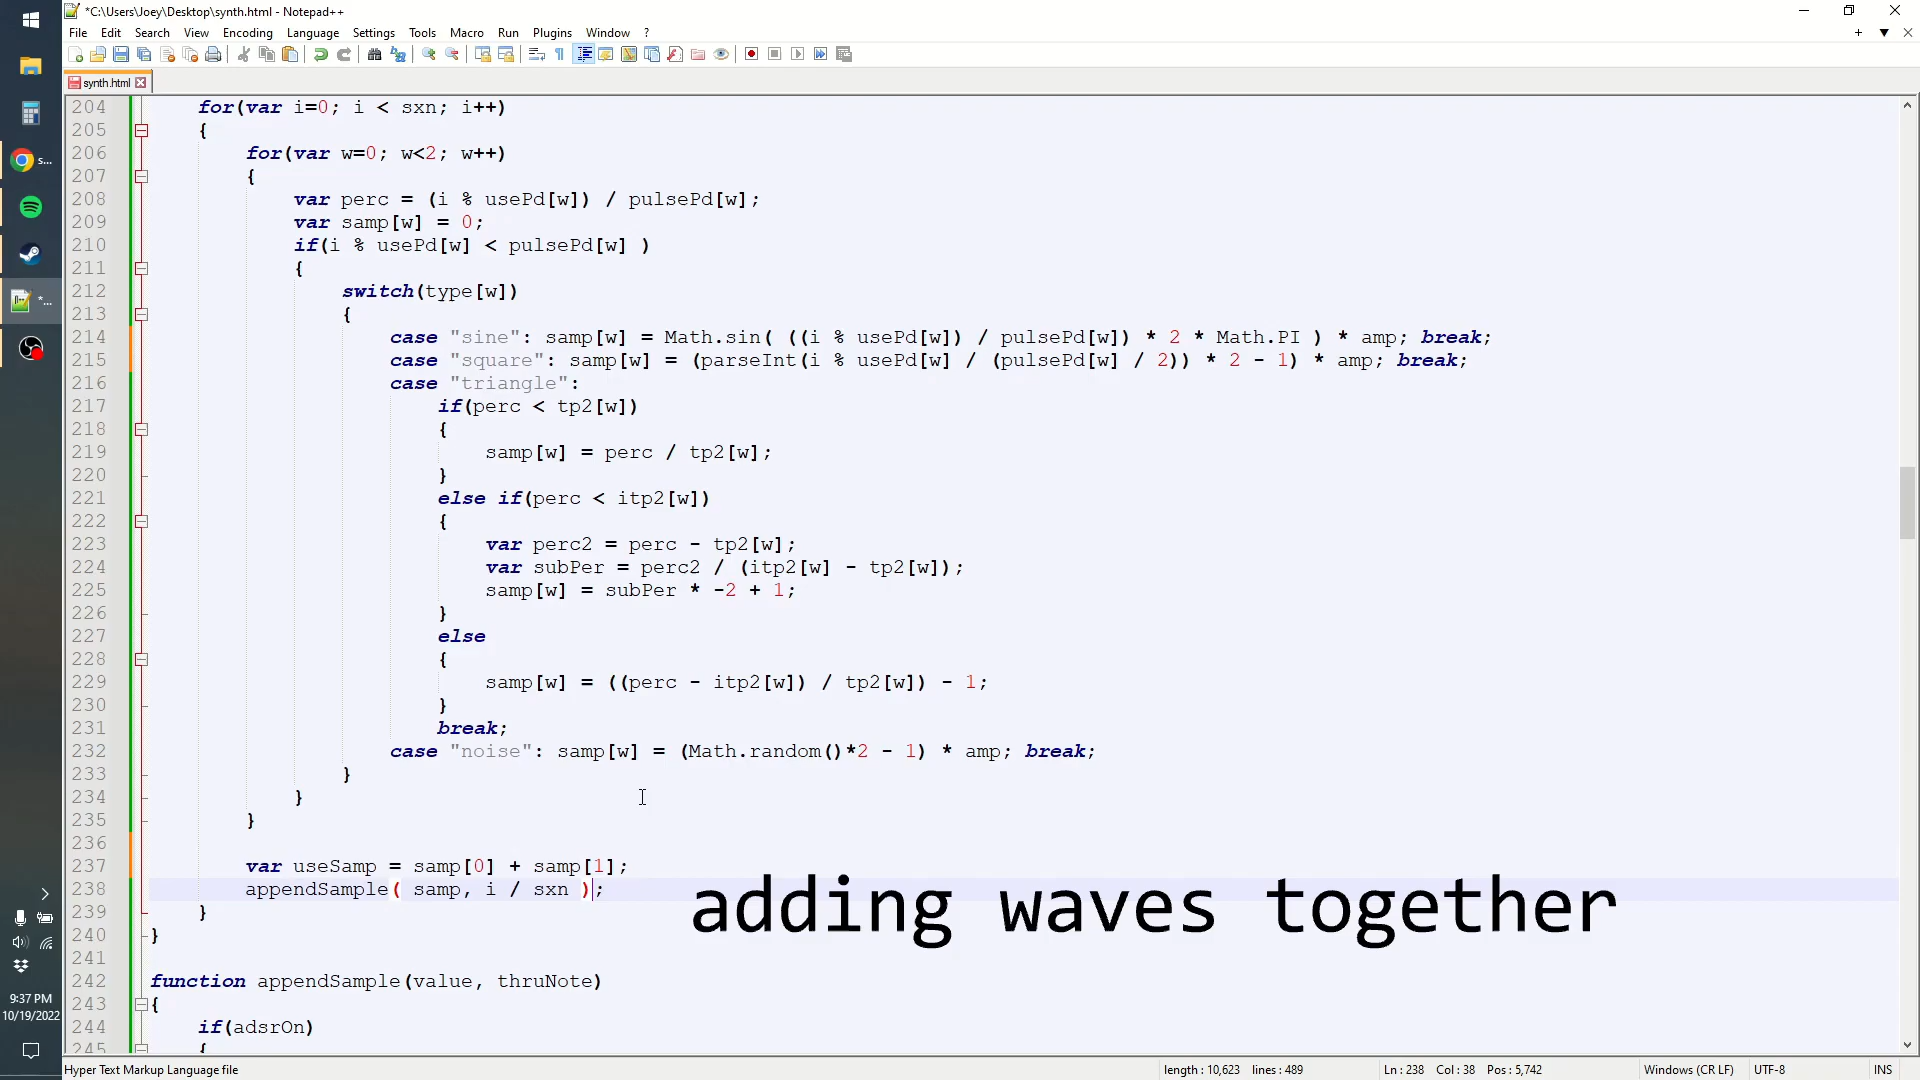 *C:\Users\Joey\Desktop\synth.html - Notepad++
File Edit Search View Encoding Language Settings Tools Macro Run Plugins Window ?
synth.html
204 for(var i=0; i < sxn; i++)
205 {
206 for(var w=0; w<2; w++)
207 {
208 var perc = (i % usePd[w]) / pulsePd[w];
209 var samp[w] = 0;
210 if(i % usePd[w] < pulsePd[w] )
211 {
212 switch(type[w])
213 {
214 case "sine": samp[w] = Math.sin( ((i % usePd[w]) / pulsePd[w]) * 2 * Math.PI ) * amp; break;
215 case "square": samp[w] = (parseInt(i % usePd[w] / (pulsePd[w] / 2)) * 2 - 1) * amp; break;
216 case "triangle":
217 if(perc < tp2[w])
218 {
219 samp[w] = perc / tp2[w];
220 }
221 else if(perc < itp2[w])
222 {
223 var perc2 = perc - tp2[w];
224 var subPer = perc2 / (itp2[w] - tp2[w]);
225 samp[w] = subPer * -2 + 1;
226 }
227 else
228 {
229 samp[w] = ((perc - itp2[w]) / tp2[w]) - 1;
230 }
231 break;
232 case "noise": samp[w] = (Math.random()*2 - 1) * amp; break;
233 }
234 }
235 }
236
237 var useSamp = samp[0] + samp[1];
238 appendSample( samp, i / sxn );
239 }
240 }
241
242 function appendSample(value, thruNote)
243 {
244 if(adsrOn)
245 {
adding waves together
s...
*...
9:37 PM
10/19/2022
Hyper Text Markup Language file length : 10,623 lines : 489 Ln : 238 Col : 38 Pos : 5,742 Windows (CR LF) UTF-8 INS